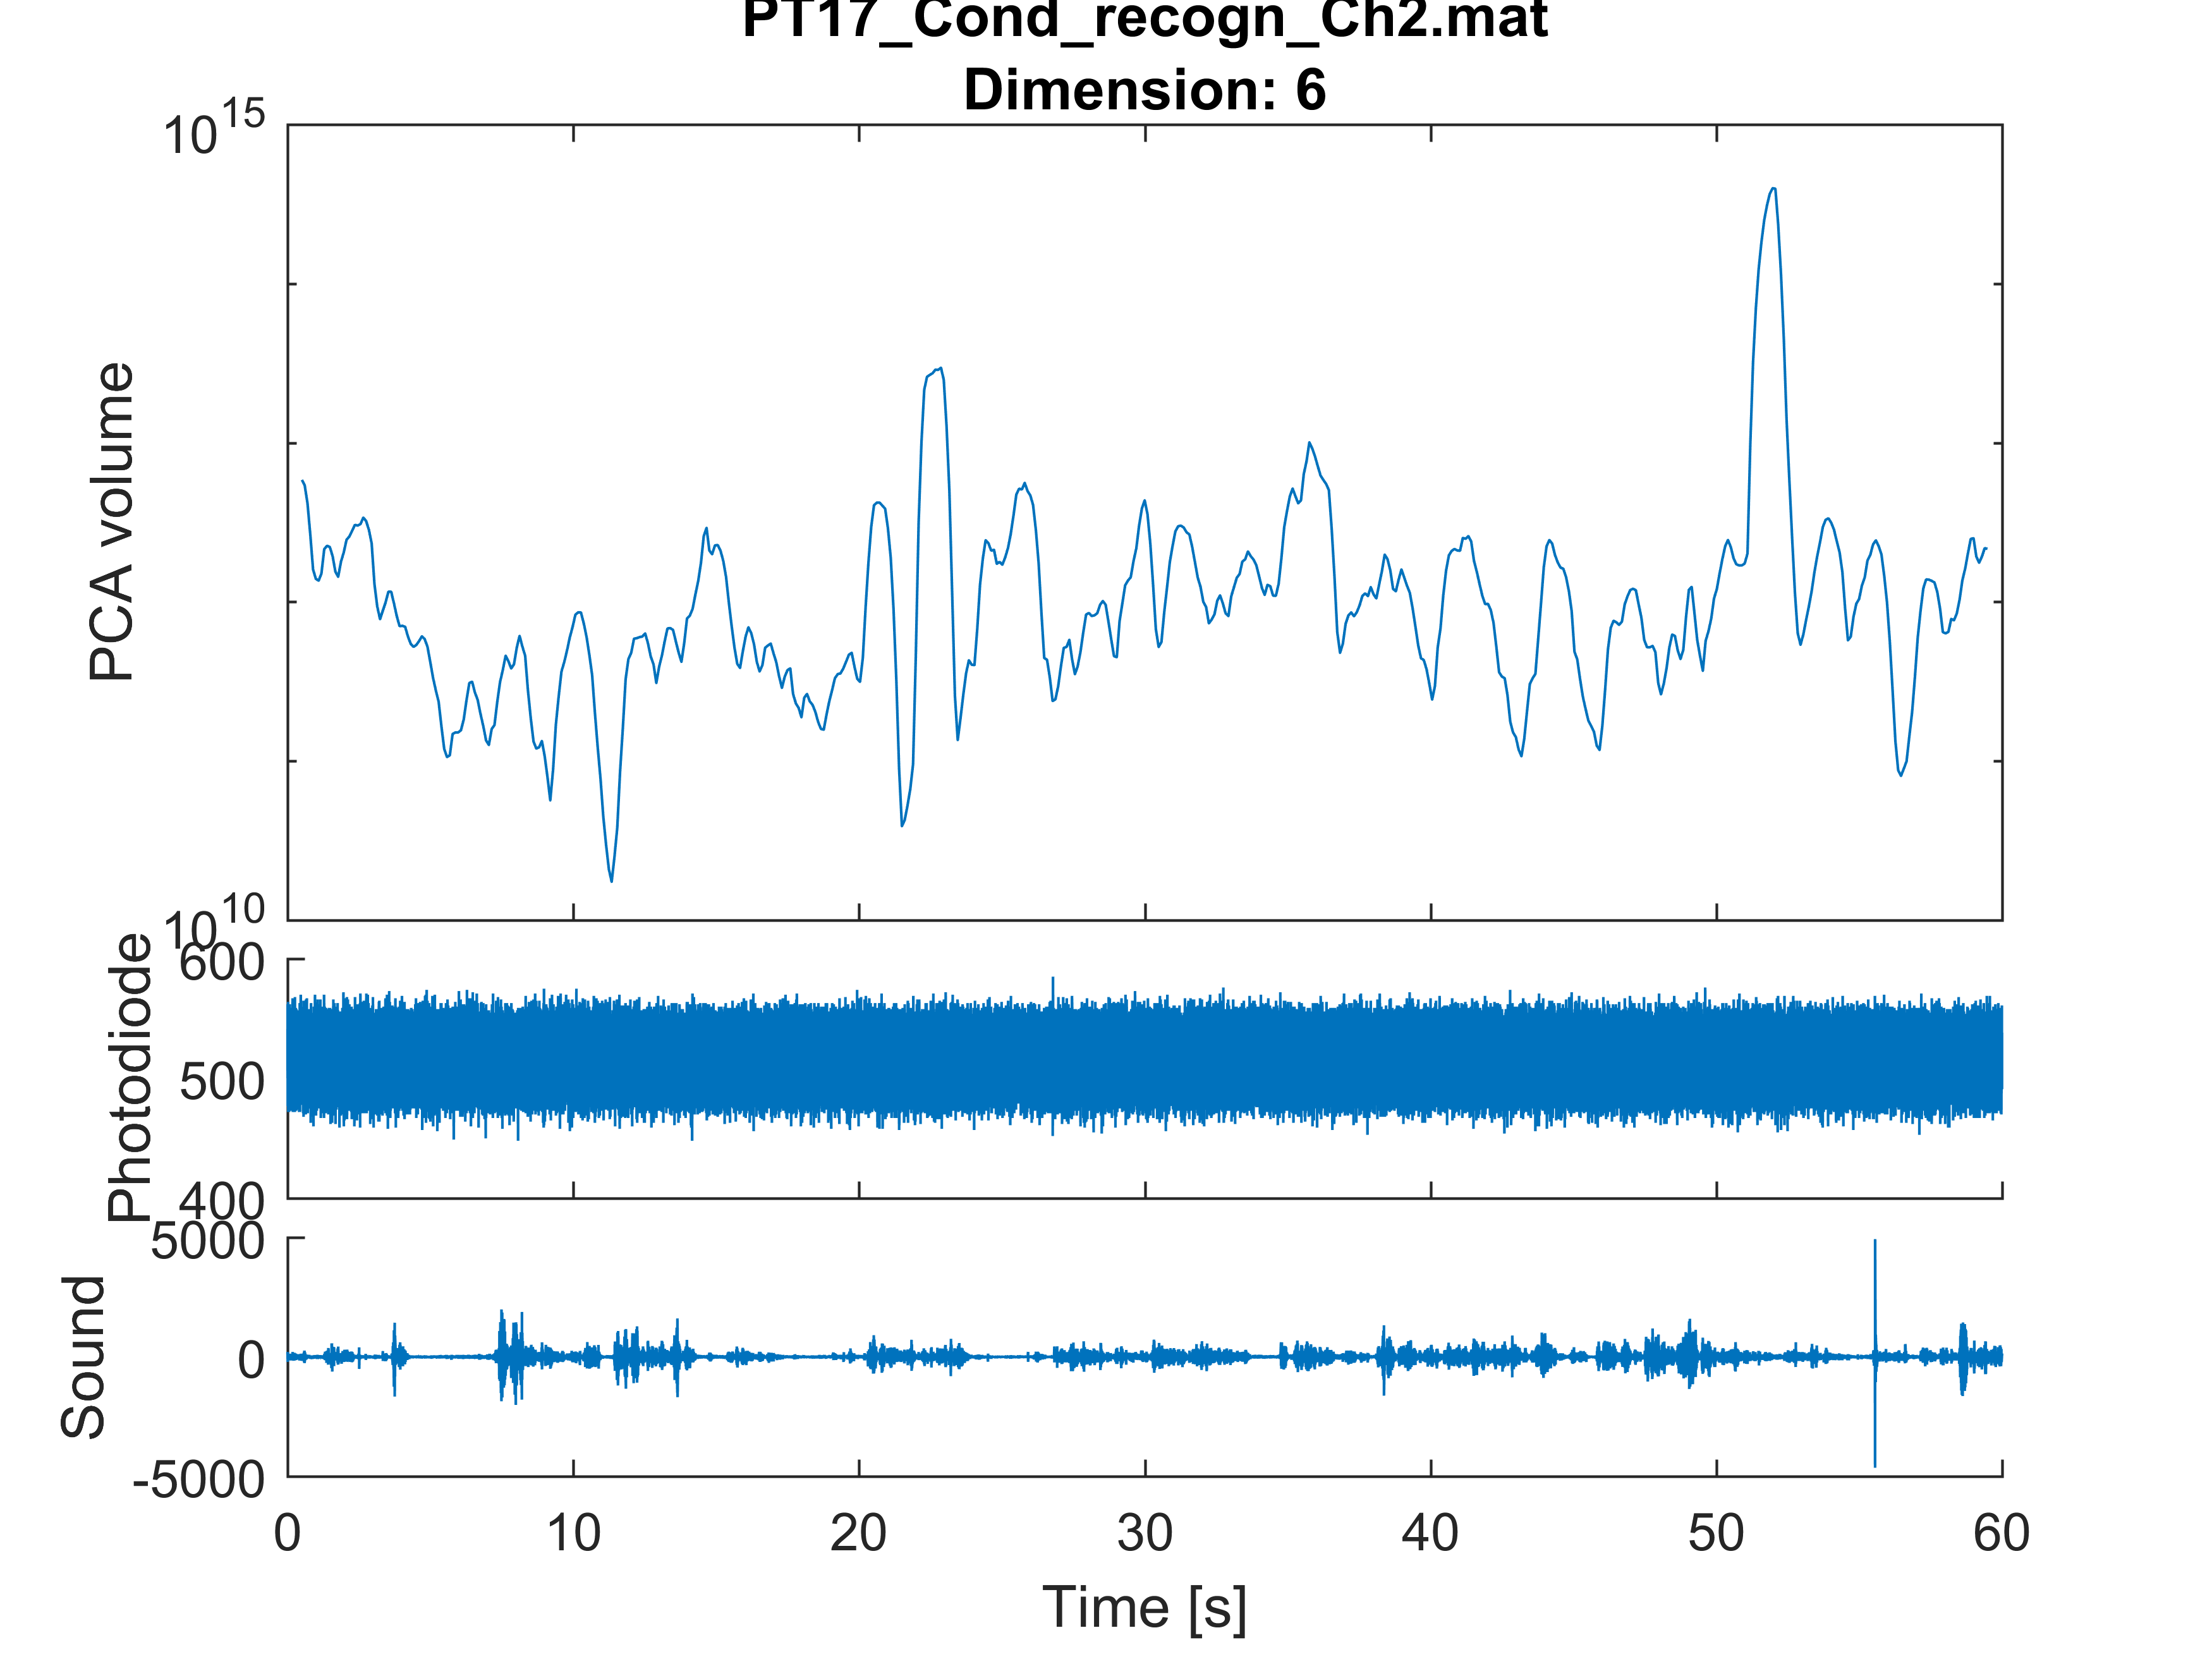 PT17_Cond_recogn_Ch2.mat
Dimension: 6
10^15
PCA volume
10^10
600
Photodiode
500
400
5000
Sound
0
-5000
0 10 20 30 40 50 60
Time [s]